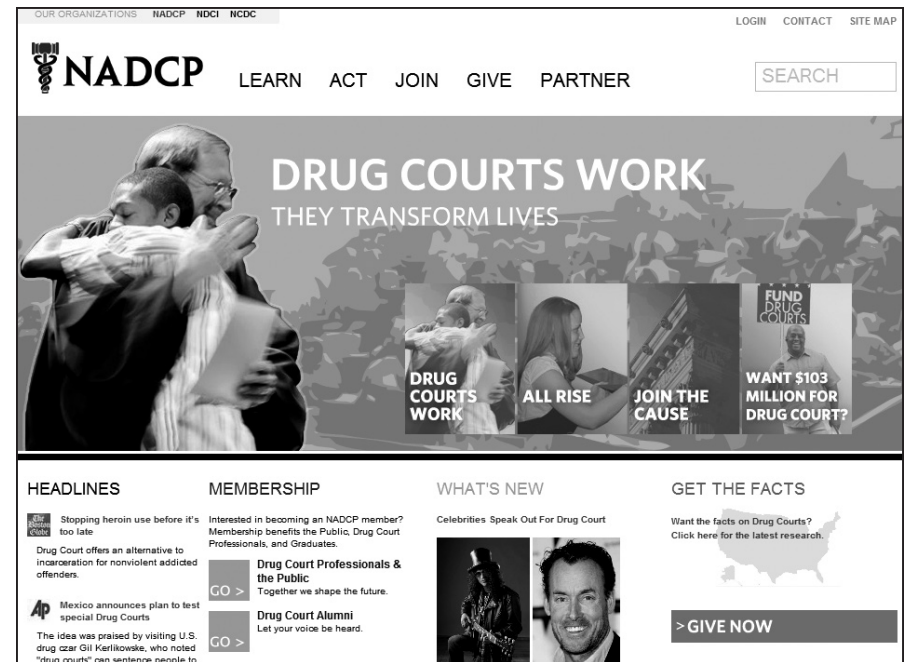 OUR ORGANIZATIONS NADCP NDCI NCDC
LOGIN CONTACT SITE MAP
NADCP
LEARN ACT JOIN GIVE PARTNER
SEARCH
DRUG COURTS WORK
THEY TRANSFORM LIVES
DRUG
COURTS
WORK
ALL RISE
JOIN THE
CAUSE
FUND
DRUG
COURTS
WANT $103
MILLION FOR
DRUG COURT?
HEADLINES
The
Boston
Globe
Stopping heroin use before it's
too late
Drug Court offers an alternative to
incarceration for nonviolent addicted
offenders.
AP
Mexico announces plan to test
special Drug Courts
The idea was praised by visiting U.S.
drug czar Gil Kerlikowske, who noted
"drug courts" can sentence people to
MEMBERSHIP
Interested in becoming an NADCP member?
Membership benefits the Public, Drug Court
Professionals, and Graduates.
GO >
Drug Court Professionals &
the Public
Together we shape the future.
GO >
Drug Court Alumni
Let your voice be heard.
WHAT'S NEW
Celebrities Speak Out For Drug Court
GET THE FACTS
Want the facts on Drug Courts?
Click here for the latest research.
> GIVE NOW